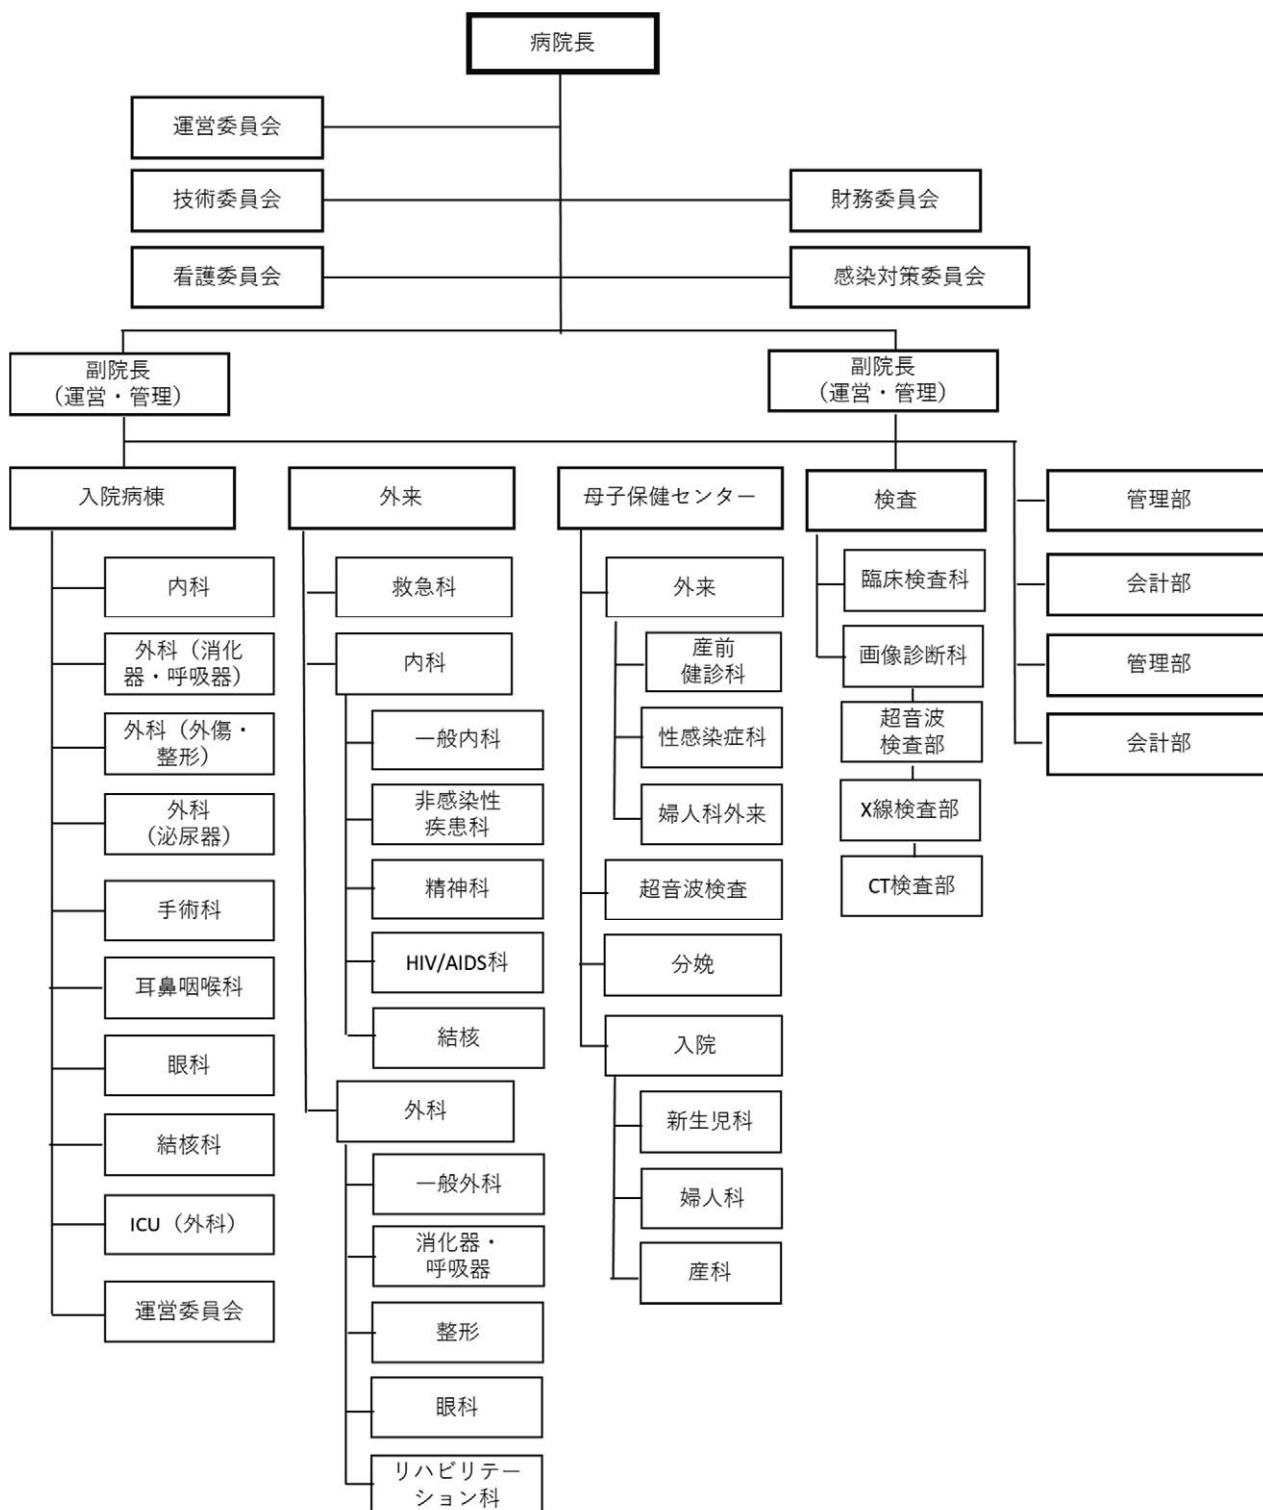 病院長
運営委員会
技術委員会
財務委員会
看護委員会
感染対策委員会
副院長
（運営・管理）
副院長
（運営・管理）
入院病棟
内科
外科（消化
器・呼吸器）
外科（外傷・
整形）
外科
（泌尿器）
手術科
耳鼻咽喉科
眼科
結核科
ICU（外科）
運営委員会
外来
救急科
内科
一般内科
非感染性
疾患科
精神科
HIV/AIDS科
結核
外科
一般外科
消化器・
呼吸器
整形
眼科
リハビリテー
ション科
母子保健センター
外来
産前
健診科
性感染症科
婦人科外来
超音波検査
分娩
入院
新生児科
婦人科
産科
検査
臨床検査科
画像診断科
超音波
検査部
X線検査部
CT検査部
管理部
会計部
管理部
会計部